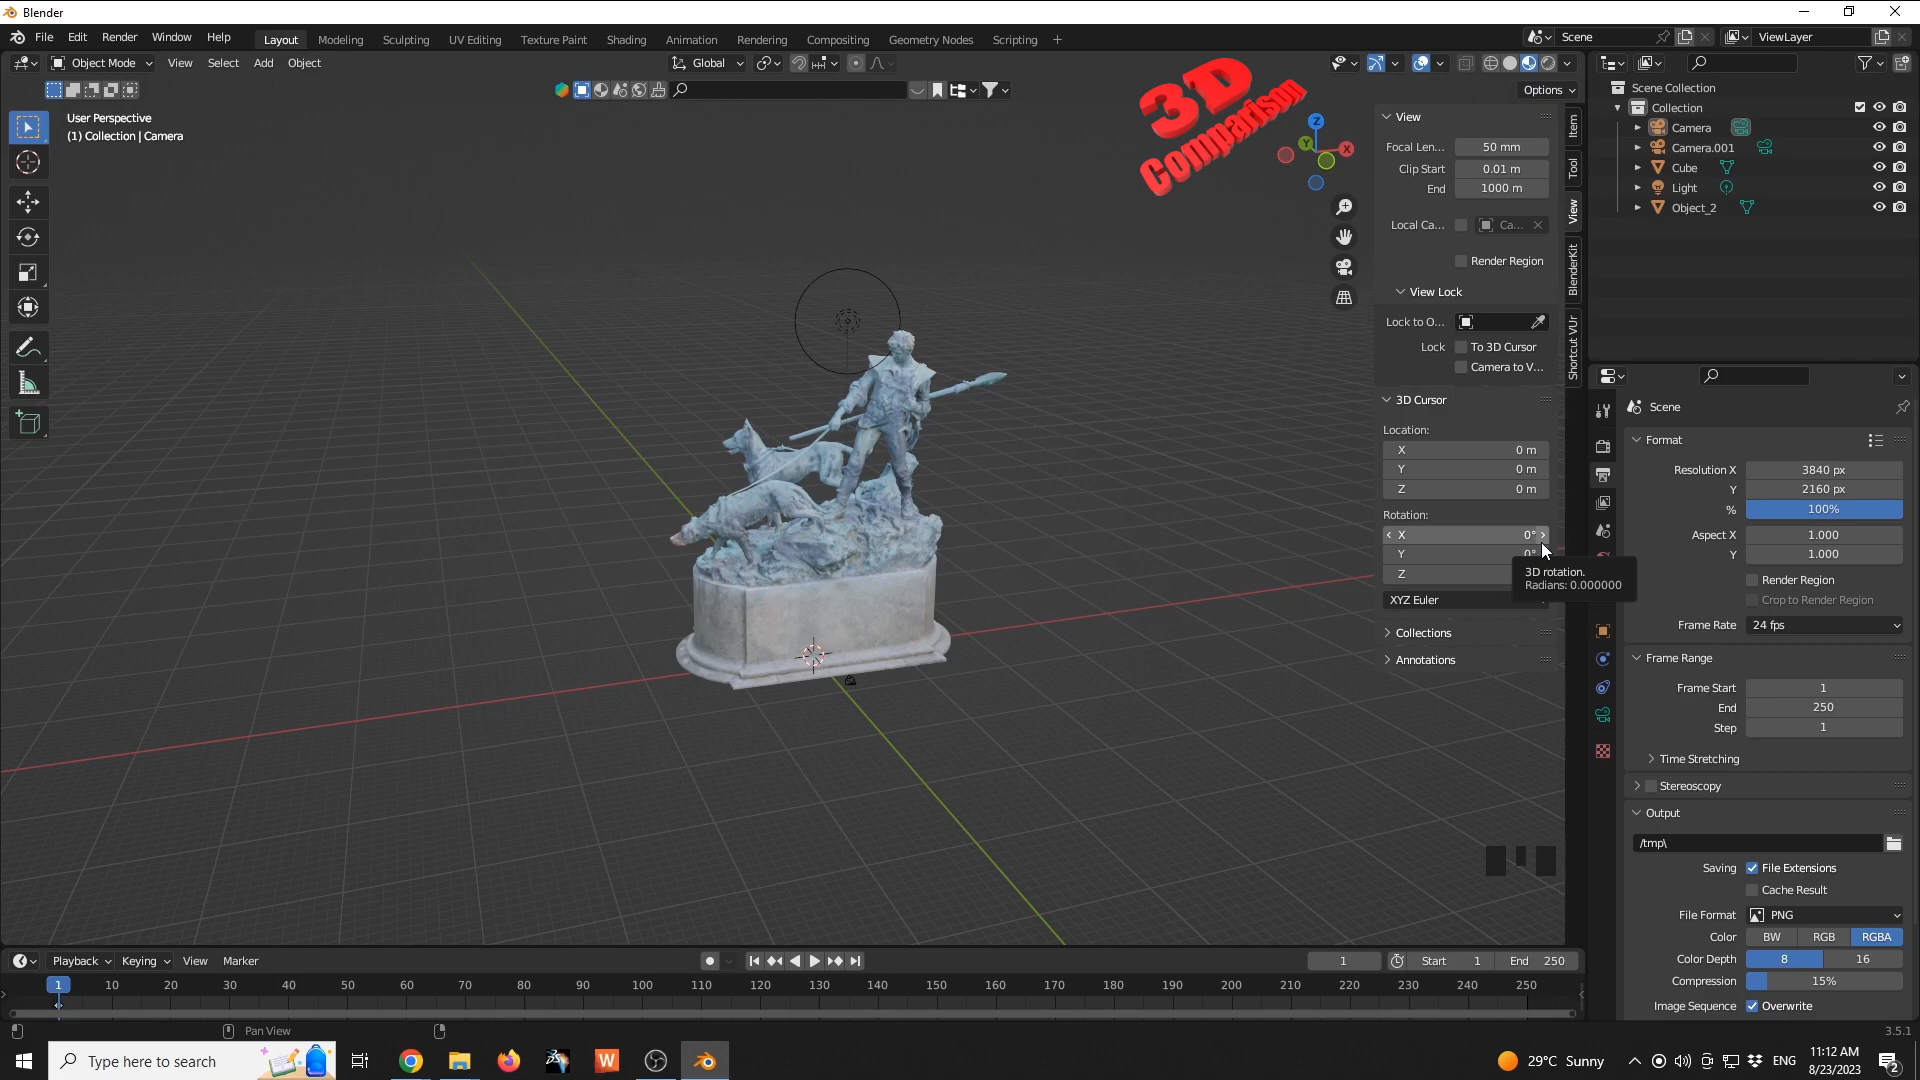 Blender
File Edit Render Window Help Layout Modeling Sculpting UV Editing Texture Paint Shading Animation Rendering Compositing Geometry Nodes Scripting +
Scene ViewLayer
Object Mode View Select Add Object Global
Options
User Perspective
(1) Collection | Camera
3D
Comparison
Z
Y
X
View
Focal Len... 50 mm
Clip Start 0.01 m
End 1000 m
Local Ca... Ca...
Render Region
View Lock
Lock to O...
Lock To 3D Cursor
Camera to V...
3D Cursor
Location:
X 0 m
Y 0 m
Z 0 m
Rotation:
X 0°
Y 0°
Z
3D rotation.
Radians: 0.000000
XYZ Euler
Collections
Annotations
Item
Tool
View
BlenderKit
Shortcut VUr
Scene Collection
Collection
Camera
Camera.001
Cube
Light
Object_2
Scene
Format
Resolution X 3840 px
Y 2160 px
% 100%
Aspect X 1.000
Y 1.000
Render Region
Crop to Render Region
Frame Rate 24 fps
Frame Range
Frame Start 1
End 250
Step 1
Time Stretching
Stereoscopy
Output
/tmp\
Saving File Extensions
Cache Result
File Format PNG
Color BW RGB RGBA
Color Depth 8 16
Compression 15%
Image Sequence Overwrite
Playback Keying View Marker 1 Start 1 End 250
1 10 20 30 40 50 60 70 80 90 100 110 120 130 140 150 160 170 180 190 200 210 220 230 240 250
Pan View
3.5.1
Type here to search
29°C Sunny ENG
11:12 AM
8/23/2023
2